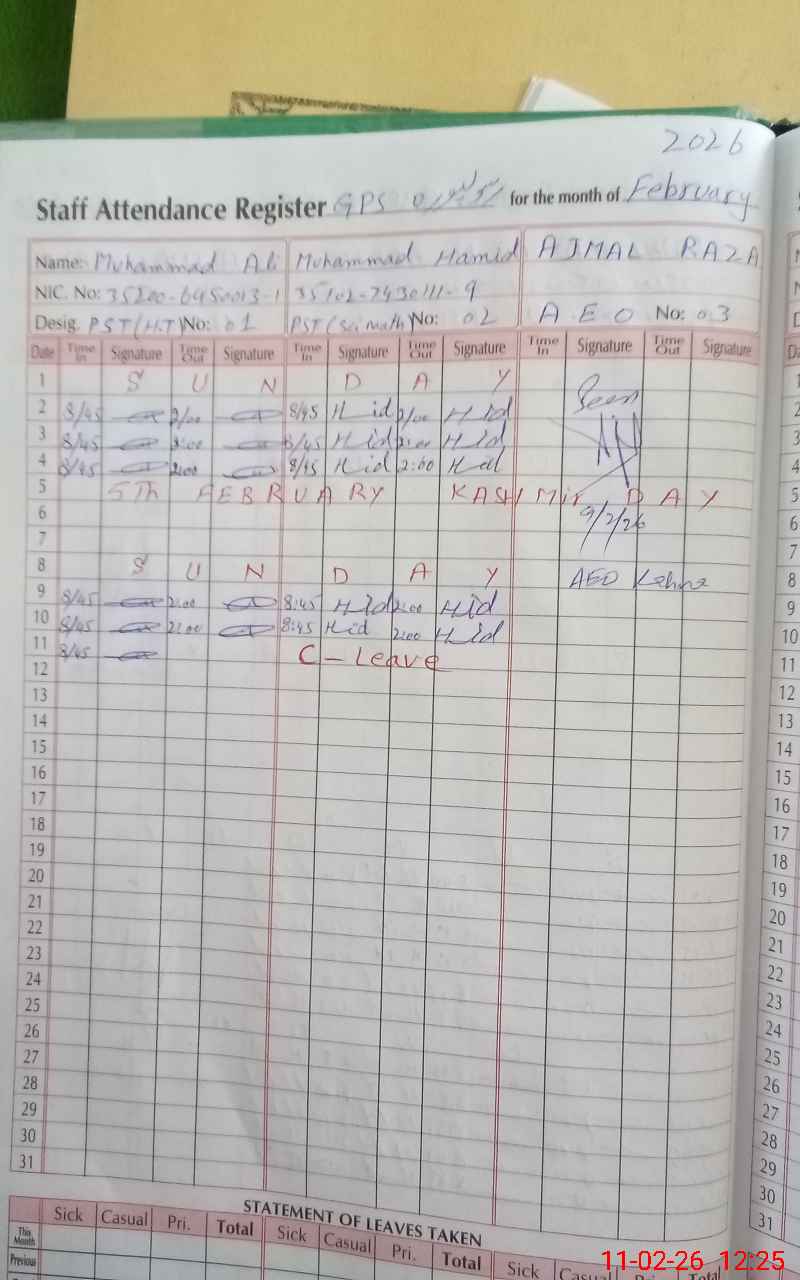 2026
Staff Attendance Register GPS for the month of February
Name: Muhammad Ali Muhammad Hamid AJMAL RAZA
NIC. No: 35200-6450013-1 35102-7430111-9
Desig. PST(H.T) No: 01 PST(Sci math) No: 02 A E O No: 03
Date Time In Signature Time Out Signature Time In Signature Time Out Signature Time In Signature Time Out Signature
1 S U N D A Y Seen
2 8/45 2/00 8/45 Hid 2/00 Hid
3 8/45 2:00 8/45 Hid 2:00 Hid
4 8/45 2:00 8/45 Hid 2:00 Hid
5 5Th FEBRUARY KASHMir DAY
6 9/2/26
7
8 S U N D A Y AEO Kahna
9 8/45 2:00 8:45 Hid 2:00 Hid
10 8/45 2:00 8:45 Hid 2:00 Hid
11 8/45 C-Leave
12
13
14
15
16
17
18
19
20
21
22
23
24
25
26
27
28
29
30
31
STATEMENT OF LEAVES TAKEN
Sick Casual Pri. Total Sick Casual Pri. Total Sick Casual Total
This Month
Previous
11-02-26 12:25